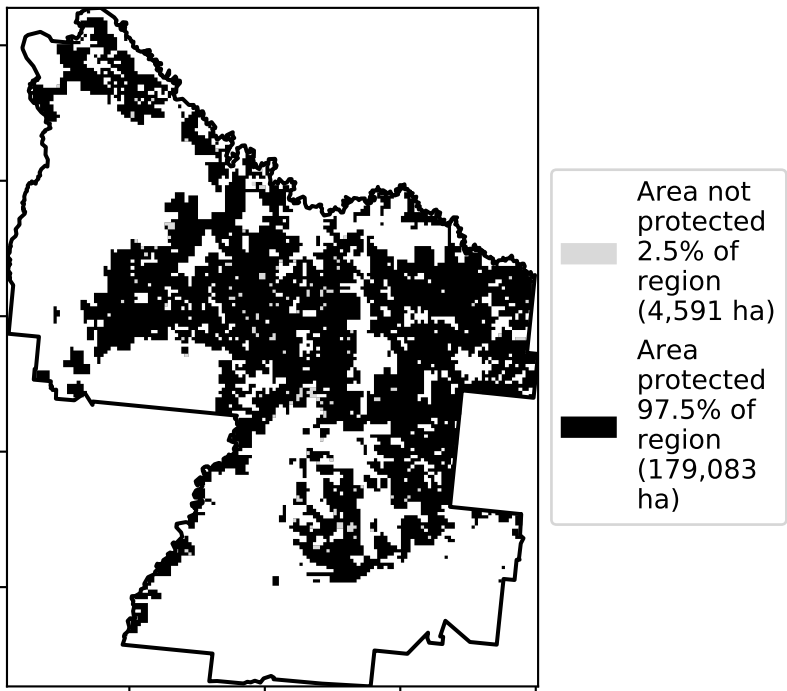 Area not
protected
2.5% of
region
(4,591 ha)
Area
protected
97.5% of
region
(179,083
ha)